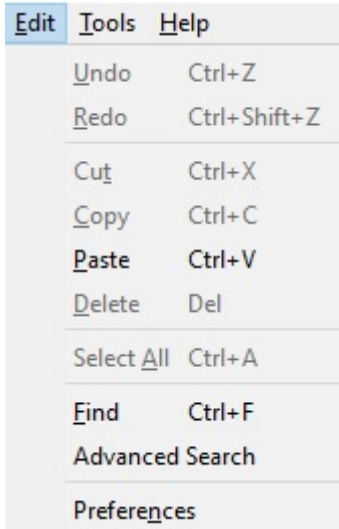 Edit Tools Help
Undo Ctrl+Z
Redo Ctrl+Shift+Z
Cut Ctrl+X
Copy Ctrl+C
Paste Ctrl+V
Delete Del
Select All Ctrl+A
Find Ctrl+F
Advanced Search
Preferences